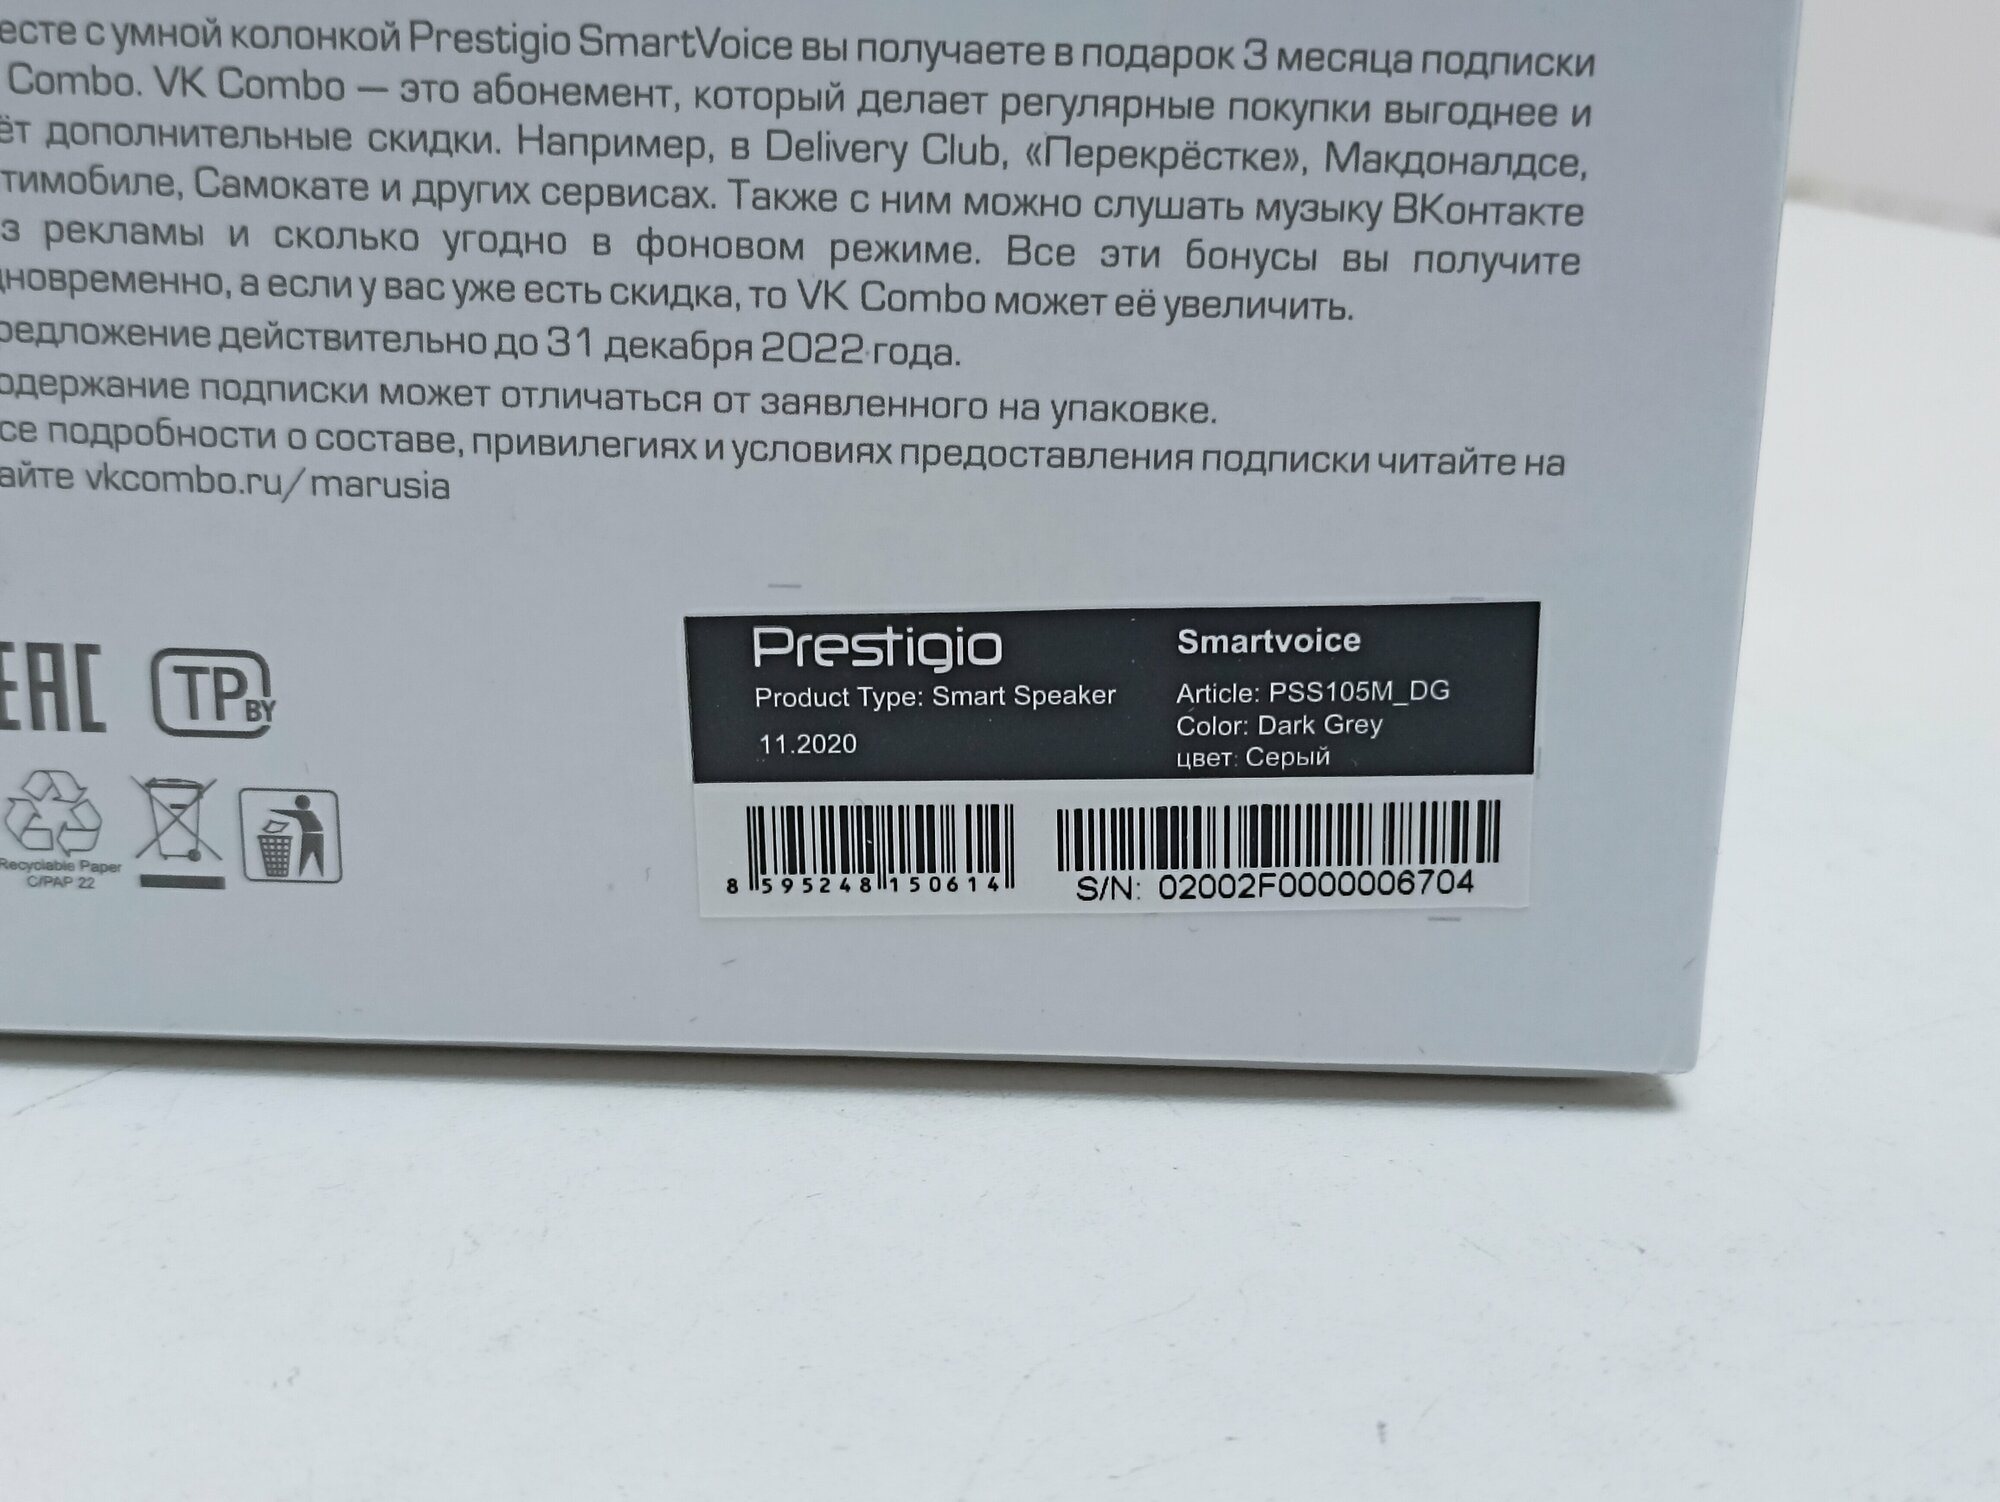 есте с умной колонкой Prestigio SmartVoice вы получаете в подарок 3 месяца подписки
Combo. VK Combo — это абонемент, который делает регулярные покупки выгоднее и
ёт дополнительные скидки. Например, в Delivery Club, «Перекрёстке», Макдоналдсе,
тимобиле, Самокате и других сервисах. Также с ним можно слушать музыку ВКонтакте
з рекламы и сколько угодно в фоновом режиме. Все эти бонусы вы получите
дновременно, а если у вас уже есть скидка, то VK Combo может её увеличить.
редложение действительно до 31 декабря 2022 года.
одержание подписки может отличаться от заявленного на упаковке.
се подробности о составе, привилегиях и условиях предоставления подписки читайте на
айте vkcombo.ru/marusia
EAC
TP BY
Recyclable Paper
C/PAP 22
Prestigio
Product Type: Smart Speaker
11.2020
Smartvoice
Article: PSS105M_DG
Color: Dark Grey
цвет: Серый
8 595248 150614
S/N: 02002F0000006704